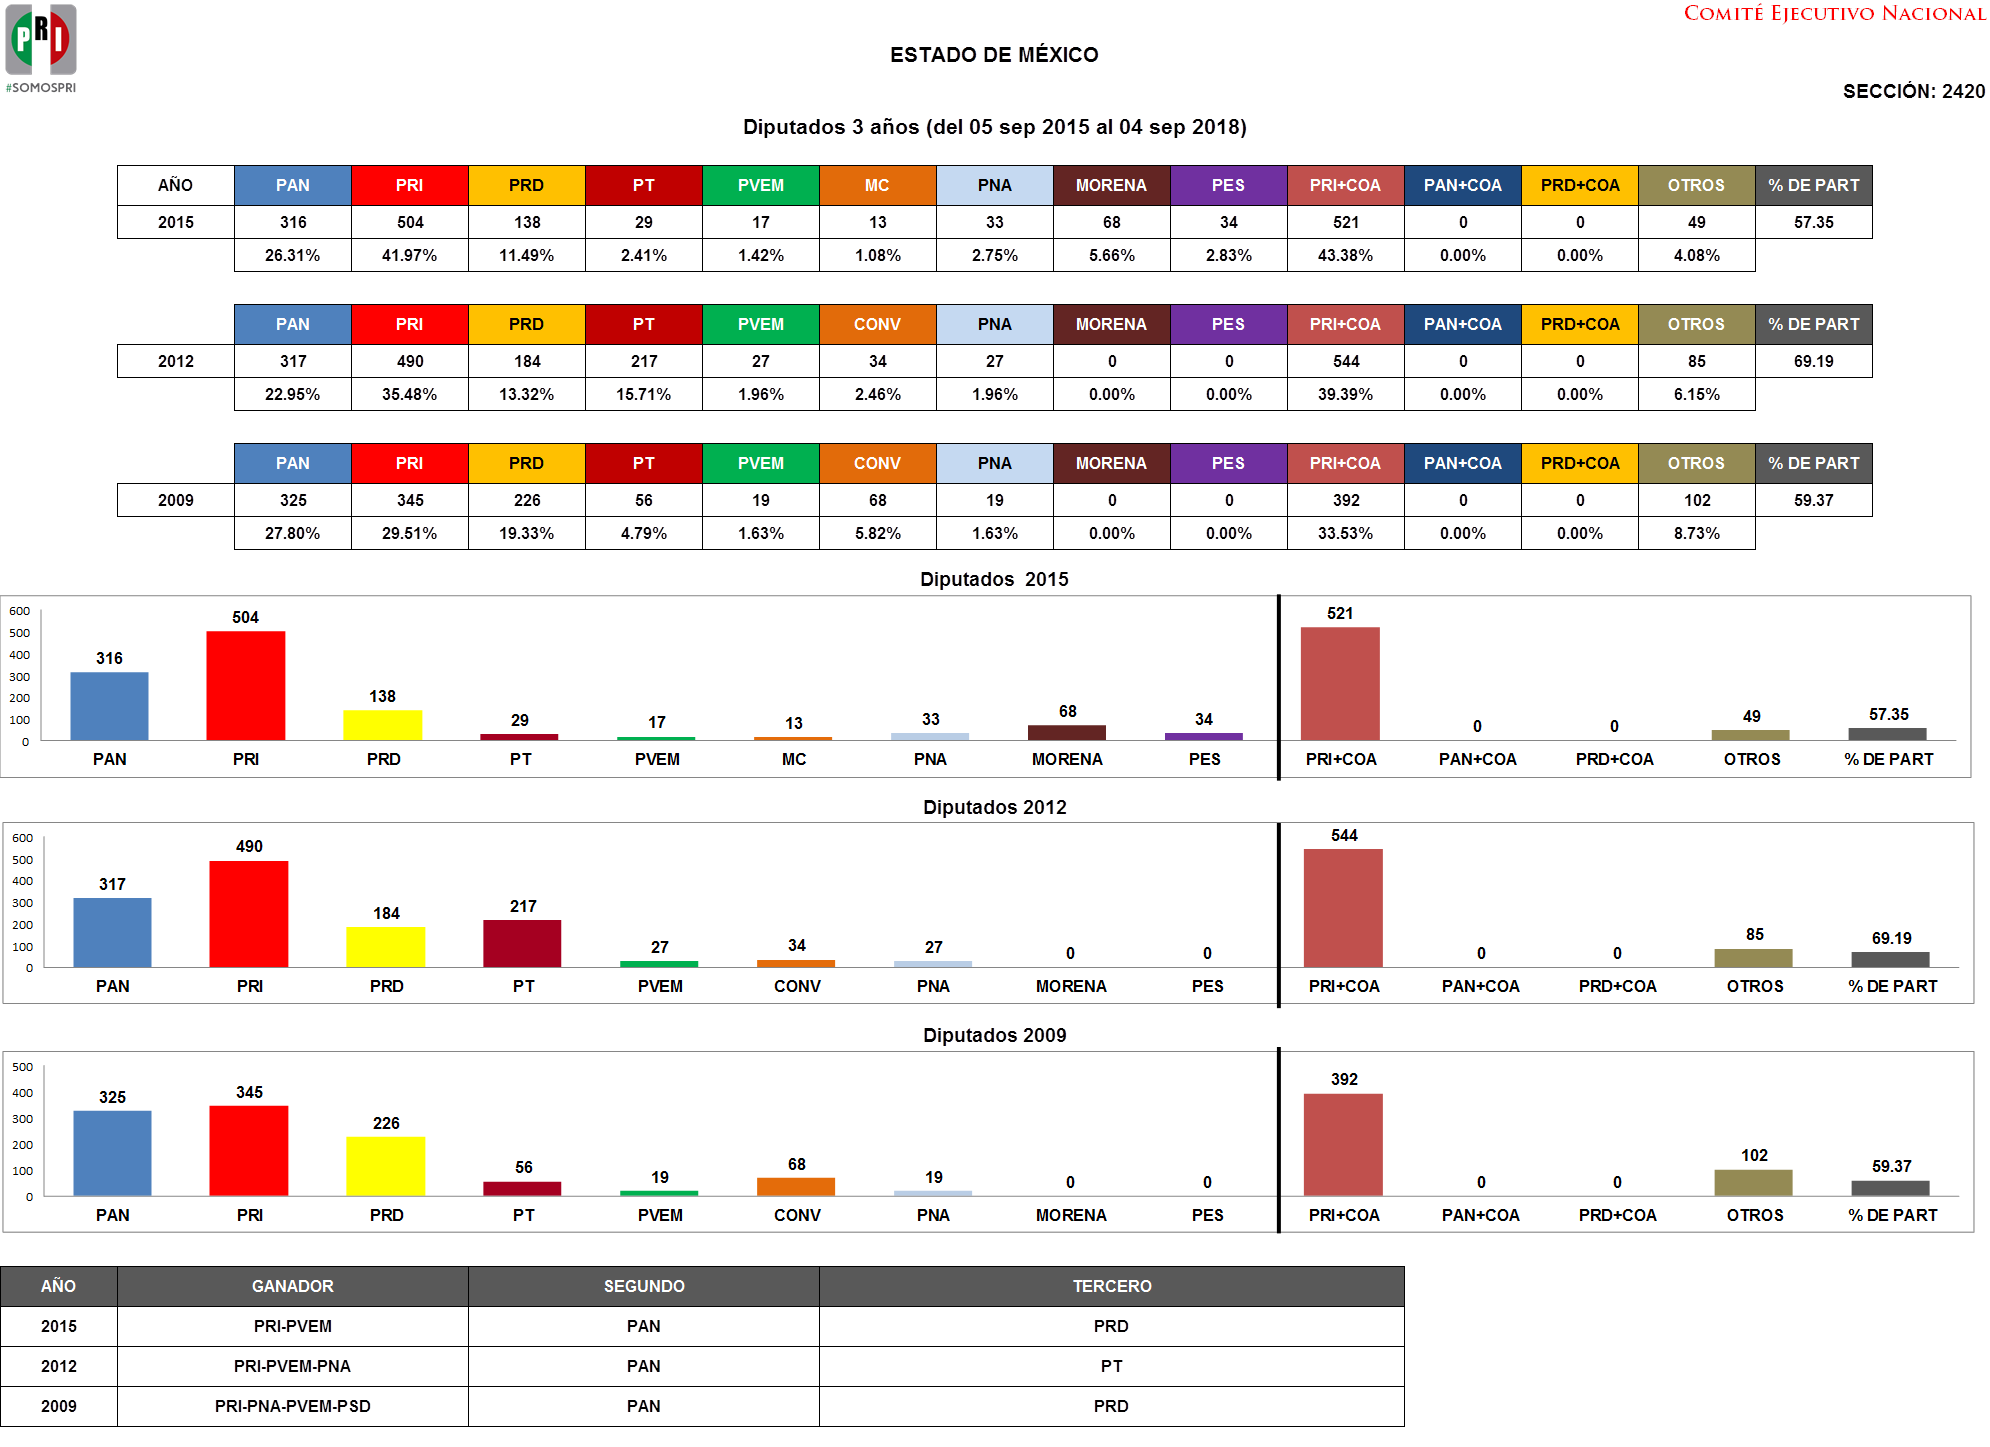 PRI
#SOMOSPRI
COMITÉ EJECUTIVO NACIONAL
ESTADO DE MÉXICO
SECCIÓN: 2420
Diputados 3 años (del 05 sep 2015 al 04 sep 2018)
AÑO PAN PRI PRD PT PVEM MC PNA MORENA PES PRI+COA PAN+COA PRD+COA OTROS % DE PART
2015 316 504 138 29 17 13 33 68 34 521 0 0 49 57.35
26.31% 41.97% 11.49% 2.41% 1.42% 1.08% 2.75% 5.66% 2.83% 43.38% 0.00% 0.00% 4.08%
PAN PRI PRD PT PVEM CONV PNA MORENA PES PRI+COA PAN+COA PRD+COA OTROS % DE PART
2012 317 490 184 217 27 34 27 0 0 544 0 0 85 69.19
22.95% 35.48% 13.32% 15.71% 1.96% 2.46% 1.96% 0.00% 0.00% 39.39% 0.00% 0.00% 6.15%
PAN PRI PRD PT PVEM CONV PNA MORENA PES PRI+COA PAN+COA PRD+COA OTROS % DE PART
2009 325 345 226 56 19 68 19 0 0 392 0 0 102 59.37
27.80% 29.51% 19.33% 4.79% 1.63% 5.82% 1.63% 0.00% 0.00% 33.53% 0.00% 0.00% 8.73%
Diputados 2015
600
500
400
300
200
100
0
316 504 138 29 17 13 33 68 34 521 0 0 49 57.35
PAN PRI PRD PT PVEM MC PNA MORENA PES PRI+COA PAN+COA PRD+COA OTROS % DE PART
Diputados 2012
600
500
400
300
200
100
0
317 490 184 217 27 34 27 0 0 544 0 0 85 69.19
PAN PRI PRD PT PVEM CONV PNA MORENA PES PRI+COA PAN+COA PRD+COA OTROS % DE PART
Diputados 2009
500
400
300
200
100
0
325 345 226 56 19 68 19 0 0 392 0 0 102 59.37
PAN PRI PRD PT PVEM CONV PNA MORENA PES PRI+COA PAN+COA PRD+COA OTROS % DE PART
AÑO GANADOR SEGUNDO TERCERO
2015 PRI-PVEM PAN PRD
2012 PRI-PVEM-PNA PAN PT
2009 PRI-PNA-PVEM-PSD PAN PRD